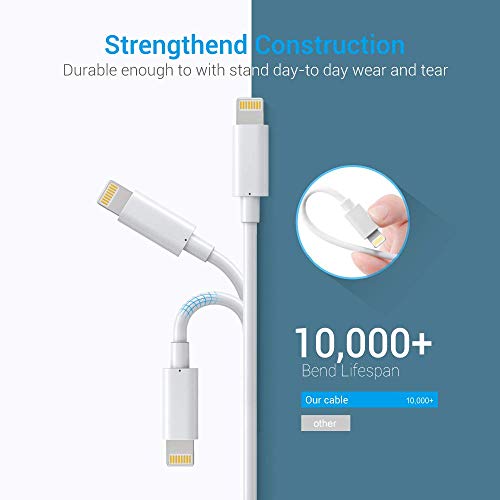 Strengthend Construction
Durable enough to with stand day-to day wear and tear
10,000+
Bend Lifespan
Our cable 10,000+
other